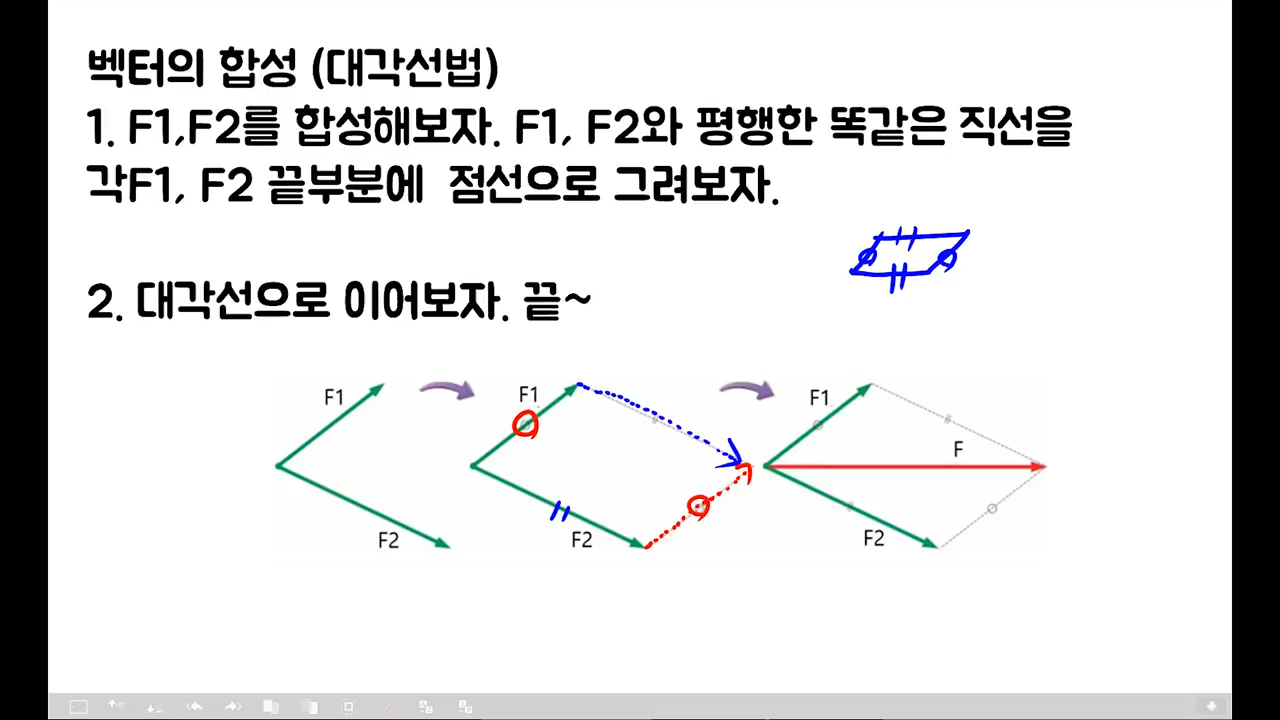 벡터의 합성 (대각선법)
1. F1,F2를 합성해보자. F1, F2와 평행한 똑같은 직선을
각F1, F2 끝부분에 점선으로 그려보자.
2. 대각선으로 이어보자. 끝~
F1
F2
F1
F2
F1
F
F2